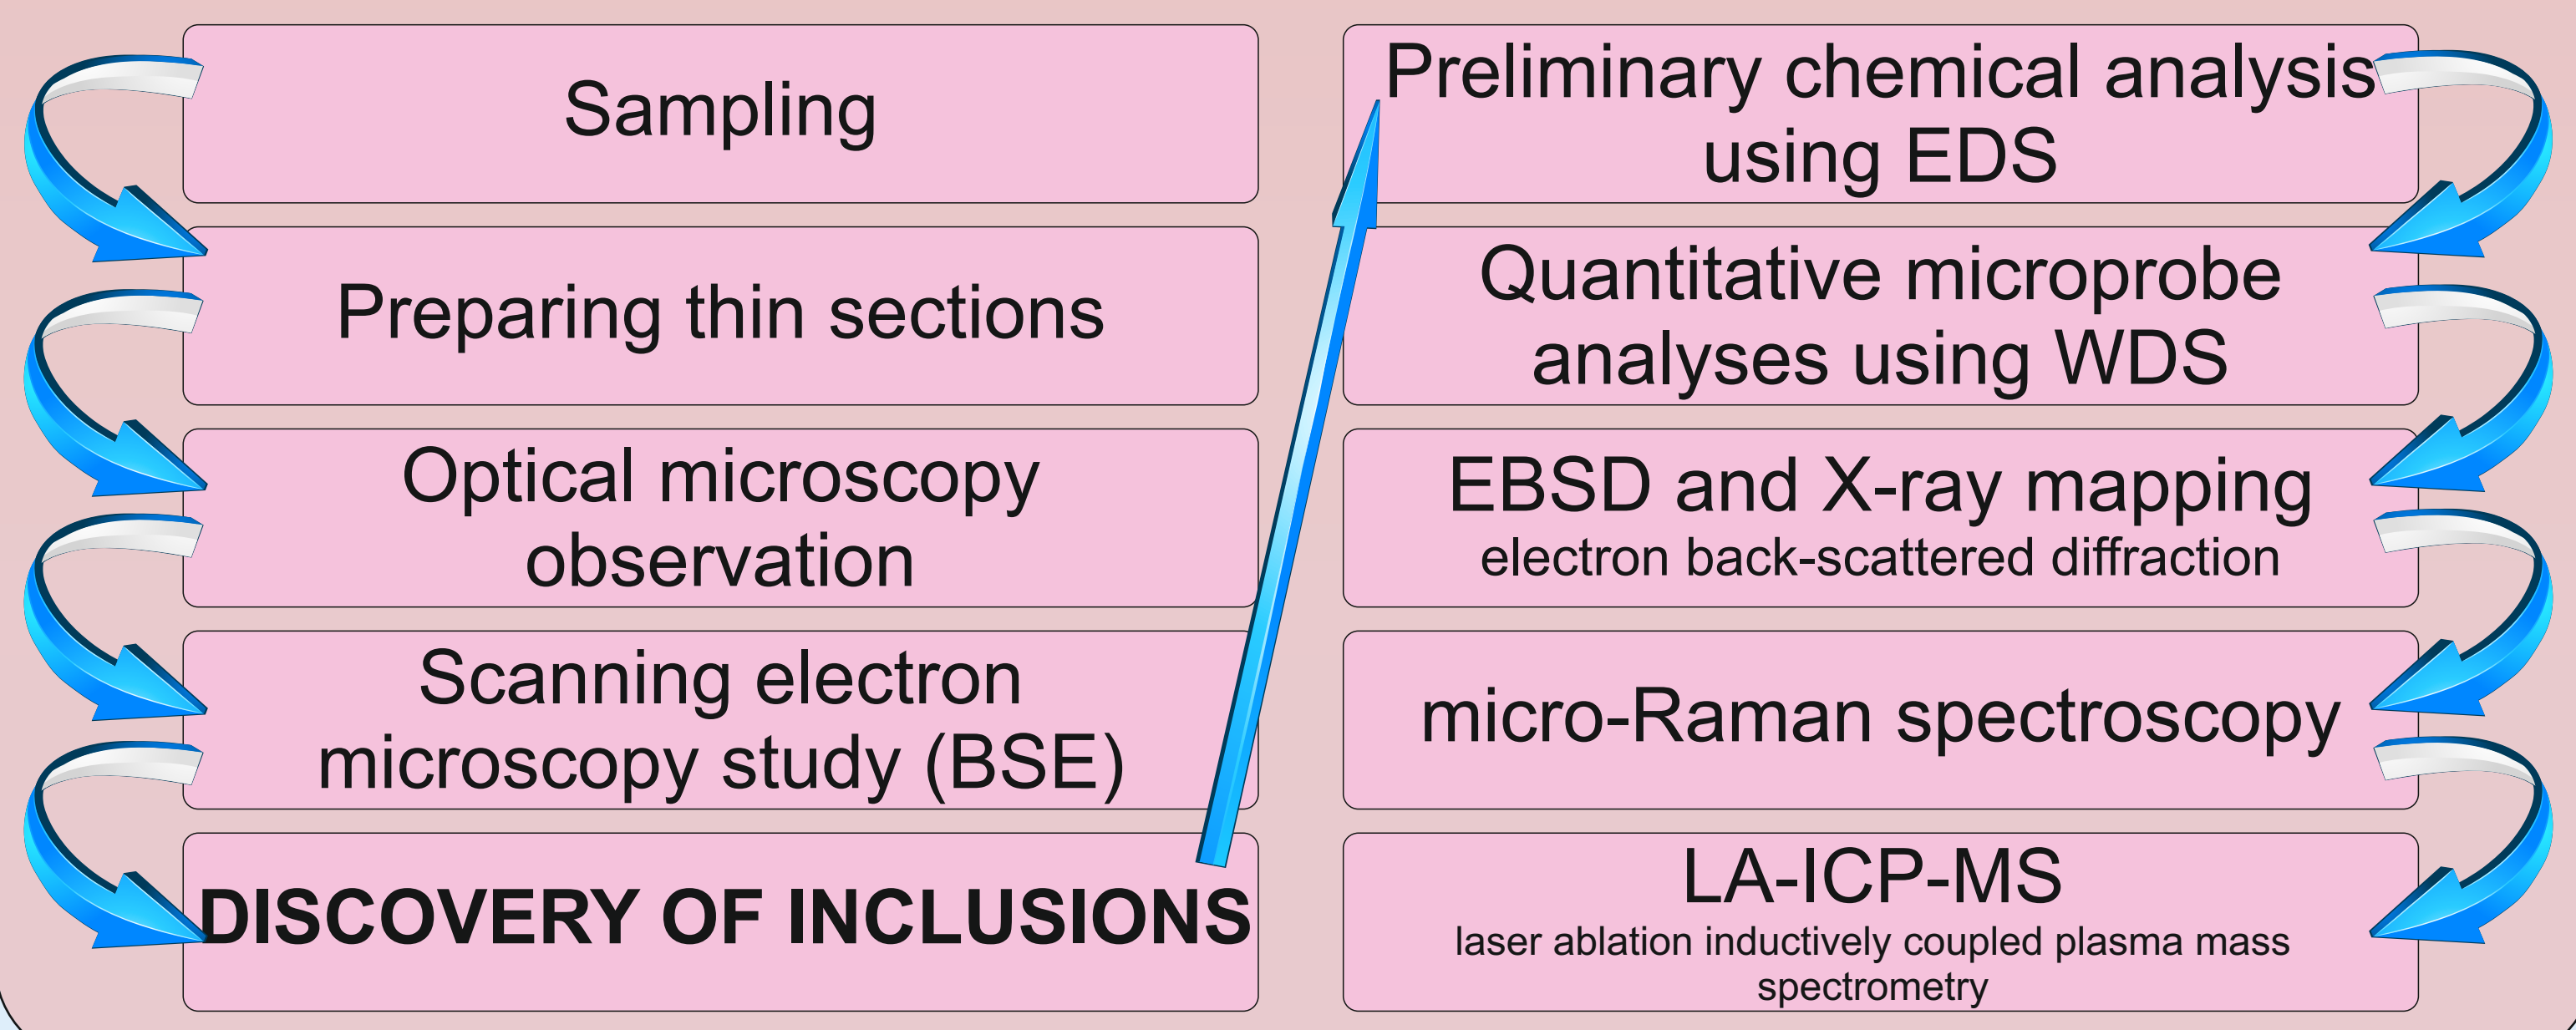 Sampling
Preparing thin sections
Optical microscopy
observation
Scanning electron
microscopy study (BSE)
DISCOVERY OF INCLUSIONS
Preliminary chemical analysis
using EDS
Quantitative microprobe
analyses using WDS
EBSD and X-ray mapping
electron back-scattered diffraction
micro-Raman spectroscopy
LA-ICP-MS
laser ablation inductively coupled plasma mass
spectrometry